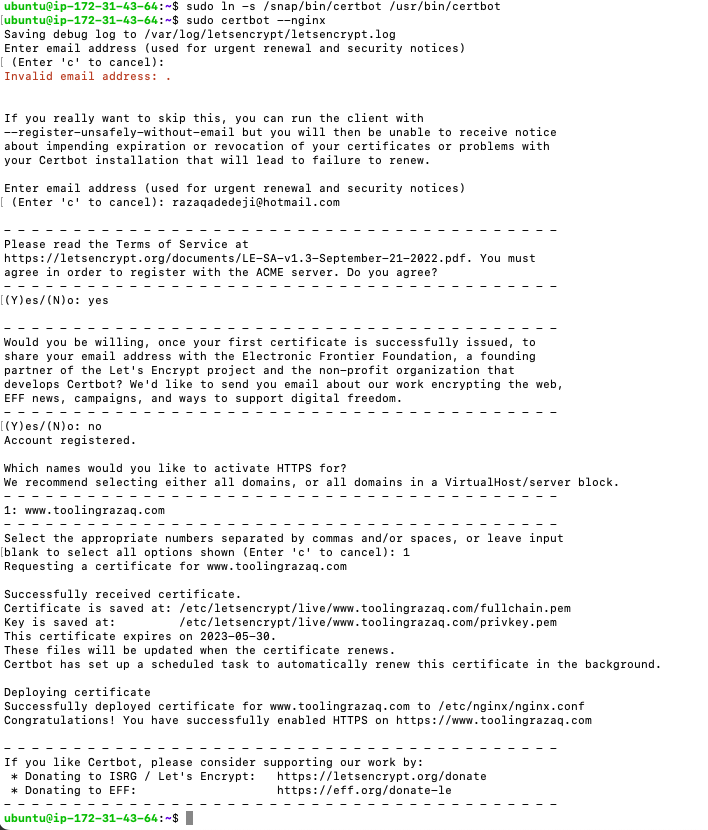 ubuntu@ip-172-31-43-64:~$ sudo ln -s /snap/bin/certbot /usr/bin/certbot
[ubuntu@ip-172-31-43-64:~$ sudo certbot --nginx
Saving debug log to /var/log/letsencrypt/letsencrypt.log
Enter email address (used for urgent renewal and security notices)
[ (Enter 'c' to cancel):
Invalid email address: .
If you really want to skip this, you can run the client with
--register-unsafely-without-email but you will then be unable to receive notice
about impending expiration or revocation of your certificates or problems with
your Certbot installation that will lead to failure to renew.
Enter email address (used for urgent renewal and security notices)
[ (Enter 'c' to cancel): razaqadedeji@hotmail.com
- - - - - - - - - - - - - - - - - - - - - - - - - - - - - - - - - - - - - - - -
Please read the Terms of Service at
https://letsencrypt.org/documents/LE-SA-v1.3-September-21-2022.pdf. You must
agree in order to register with the ACME server. Do you agree?
- - - - - - - - - - - - - - - - - - - - - - - - - - - - - - - - - - - - - - - -
[(Y)es/(N)o: yes
- - - - - - - - - - - - - - - - - - - - - - - - - - - - - - - - - - - - - - - -
Would you be willing, once your first certificate is successfully issued, to
share your email address with the Electronic Frontier Foundation, a founding
partner of the Let's Encrypt project and the non-profit organization that
develops Certbot? We'd like to send you email about our work encrypting the web,
EFF news, campaigns, and ways to support digital freedom.
- - - - - - - - - - - - - - - - - - - - - - - - - - - - - - - - - - - - - - - -
[(Y)es/(N)o: no
Account registered.
Which names would you like to activate HTTPS for?
We recommend selecting either all domains, or all domains in a VirtualHost/server block.
- - - - - - - - - - - - - - - - - - - - - - - - - - - - - - - - - - - - - - - -
1: www.toolingrazaq.com
- - - - - - - - - - - - - - - - - - - - - - - - - - - - - - - - - - - - - - - -
Select the appropriate numbers separated by commas and/or spaces, or leave input
[blank to select all options shown (Enter 'c' to cancel): 1
Requesting a certificate for www.toolingrazaq.com
Successfully received certificate.
Certificate is saved at: /etc/letsencrypt/live/www.toolingrazaq.com/fullchain.pem
Key is saved at:         /etc/letsencrypt/live/www.toolingrazaq.com/privkey.pem
This certificate expires on 2023-05-30.
These files will be updated when the certificate renews.
Certbot has set up a scheduled task to automatically renew this certificate in the background.
Deploying certificate
Successfully deployed certificate for www.toolingrazaq.com to /etc/nginx/nginx.conf
Congratulations! You have successfully enabled HTTPS on https://www.toolingrazaq.com
- - - - - - - - - - - - - - - - - - - - - - - - - - - - - - - - - - - - - - - -
If you like Certbot, please consider supporting our work by:
 * Donating to ISRG / Let's Encrypt:   https://letsencrypt.org/donate
 * Donating to EFF:                    https://eff.org/donate-le
- - - - - - - - - - - - - - - - - - - - - - - - - - - - - - - - - - - - - - - -
ubuntu@ip-172-31-43-64:~$